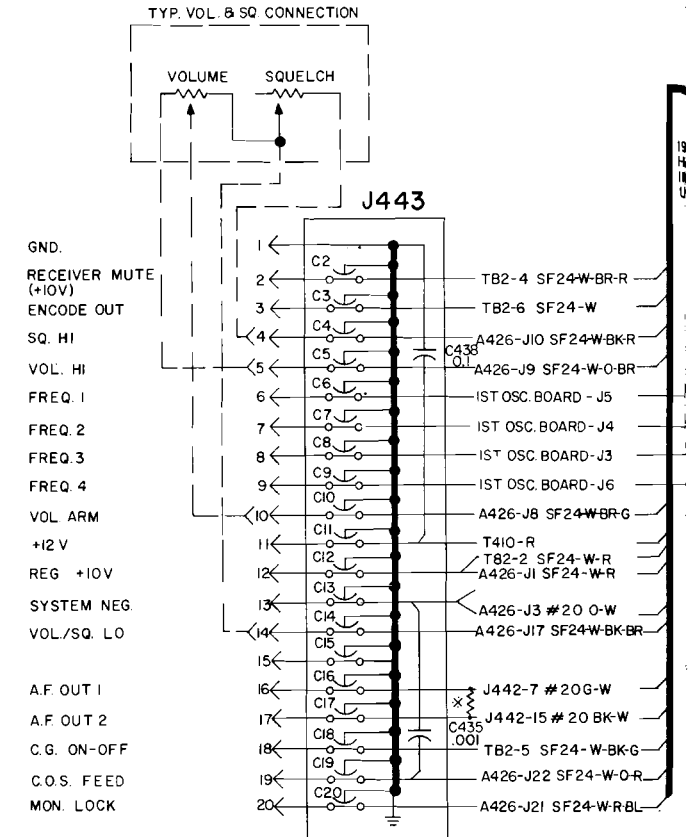 TYP. VOL. & SQ. CONNECTION
VOLUME SQUELCH
J443
GND. 1
C2
RECEIVER MUTE (+10V) 2 TB2-4 SF24-W-BR-R
C3
ENCODE OUT 3 TB2-6 SF24-W
C4
SQ. HI 4 A426-J10 SF24-W-BK-R
C438
0.1
C5
VOL. HI 5 A426-J9 SF24-W-O-BR
C6
FREQ. 1 6 1ST OSC. BOARD - J5
C7
FREQ. 2 7 1ST OSC. BOARD-J4
C8
FREQ. 3 8 1ST OSC. BOARD-J3
C9
FREQ. 4 9 1ST OSC. BOARD-J6
C10
VOL. ARM 10 A426-J8 SF24-W-BR-G
C11
+12 V 11 T410-R
C12
T82-2 SF24-W-R
REG +10V 12 A426-J1 SF24-W-R
C13
SYSTEM NEG. 13 A426-J3 #20 O-W
C14
VOL./SQ. LO 14 A426-J17 SF24-W-BK-BR
C15
15
C16
A.F. OUT 1 16 J442-7 #20 G-W
C17
※
A.F. OUT 2 17 J442-15 #20 BK-W
C435
.001
C18
C.G. ON-OFF 18 TB2-5 SF24-W-BK-G
C19
C.O.S. FEED 19 A426-J22 SF24-W-O-R
C20
MON. LOCK 20 A426-J21 SF24-W-R-BL